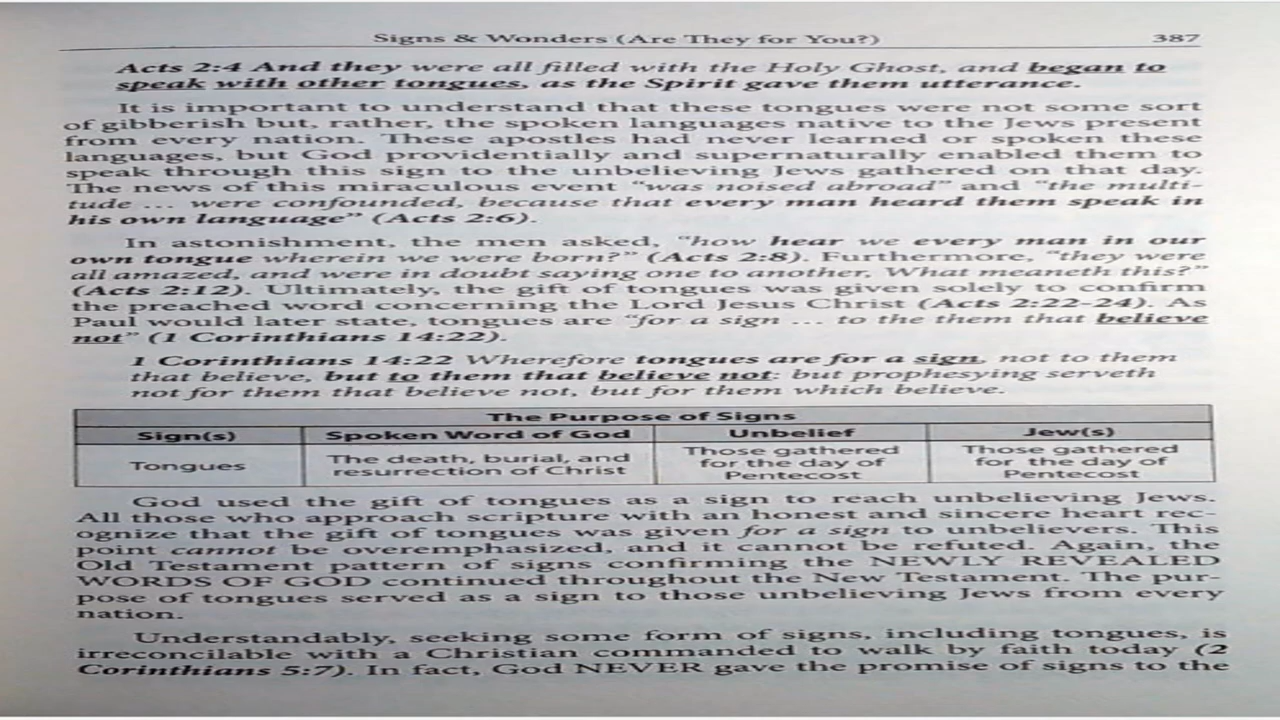 Signs & Wonders (Are They for You?) 387
Acts 2:4 And they were all filled with the Holy Ghost, and began to
speak with other tongues, as the Spirit gave them utterance.
It is important to understand that these tongues were not some sort
of gibberish but, rather, the spoken languages native to the Jews present
from every nation. These apostles had never learned or spoken these
languages, but God providentially and supernaturally enabled them to
speak through this sign to the unbelieving Jews gathered on that day.
The news of this miraculous event “was noised abroad” and “the multi-
tude ... were confounded, because that every man heard them speak in
his own language” (Acts 2:6).
In astonishment, the men asked, “how hear we every man in our
own tongue wherein we were born?” (Acts 2:8). Furthermore, “they were
all amazed, and were in doubt saying one to another, What meaneth this?”
(Acts 2:12). Ultimately, the gift of tongues was given solely to confirm
the preached word concerning the Lord Jesus Christ (Acts 2:22-24). As
Paul would later state, tongues are “for a sign ... to the them that believe
not” (1 Corinthians 14:22).
1 Corinthians 14:22 Wherefore tongues are for a sign, not to them
that believe, but to them that believe not: but prophesying serveth
not for them that believe not, but for them which believe.
The Purpose of Signs
Sign(s) Spoken Word of God Unbelief Jew(s)
Tongues The death, burial, and resurrection of Christ Those gathered for the day of Pentecost Those gathered for the day of Pentecost
God used the gift of tongues as a sign to reach unbelieving Jews.
All those who approach scripture with an honest and sincere heart rec-
ognize that the gift of tongues was given for a sign to unbelievers. This
point cannot be overemphasized, and it cannot be refuted. Again, the
Old Testament pattern of signs confirming the NEWLY REVEALED
WORDS OF GOD continued throughout the New Testament. The pur-
pose of tongues served as a sign to those unbelieving Jews from every
nation.
Understandably, seeking some form of signs, including tongues, is
irreconcilable with a Christian commanded to walk by faith today (2
Corinthians 5:7). In fact, God NEVER gave the promise of signs to the